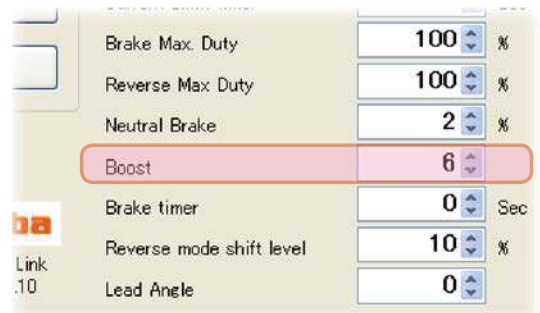 Brake Max. Duty 100 %
Reverse Max Duty 100 %
Neutral Brake 2 %
Boost 6
Brake timer 0 Sec
ba
Reverse mode shift level 10 %
Link
.10
Lead Angle 0